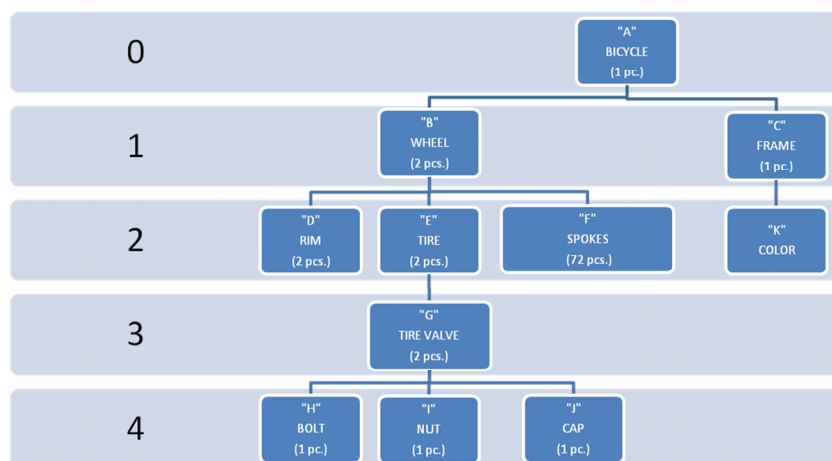 0
"A"
BICYCLE
(1 pc.)
1
"B"
WHEEL
(2 pcs.)
"C"
FRAME
(1 pc.)
2
"D"
RIM
(2 pcs.)
"E"
TIRE
(2 pcs.)
"F"
SPOKES
(72 pcs.)
"K"
COLOR
3
"G"
TIRE VALVE
(2 pcs.)
4
"H"
BOLT
(1 pc.)
"I"
NUT
(1 pc.)
"J"
CAP
(1 pc.)